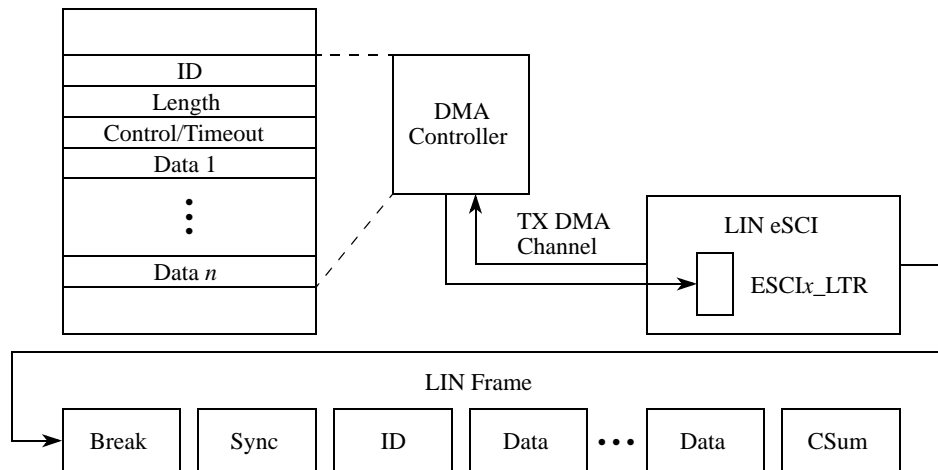 ID
Length
Control/Timeout
Data 1
Data n
DMA
Controller
TX DMA
Channel
LIN eSCI
ESCIx_LTR
LIN Frame
Break
Sync
ID
Data
Data
CSum